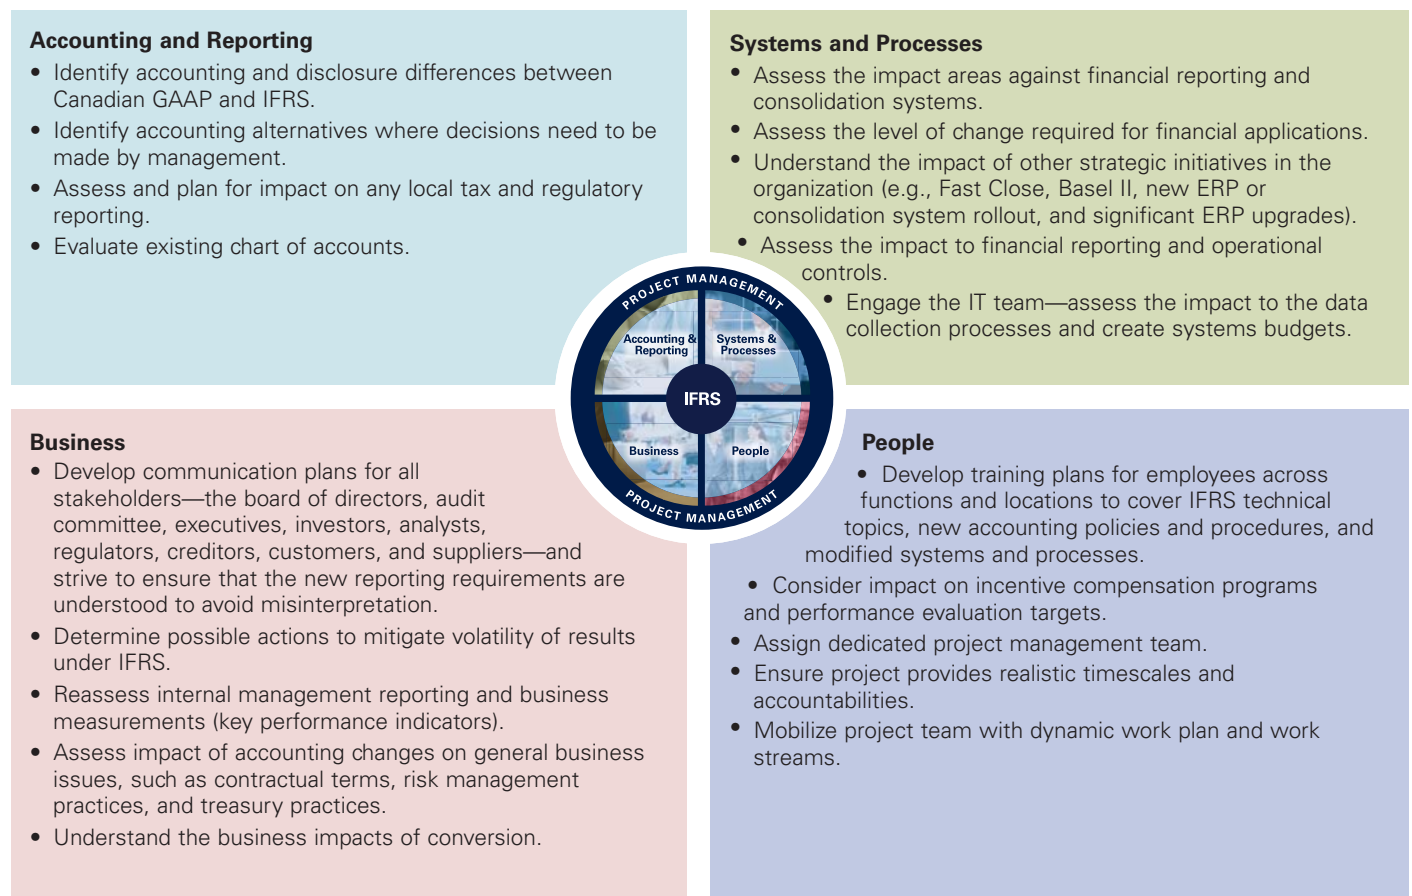 Accounting and Reporting
• Identify accounting and disclosure differences between
Canadian GAAP and IFRS.
• Identify accounting alternatives where decisions need to be
made by management.
• Assess and plan for impact on any local tax and regulatory
reporting.
• Evaluate existing chart of accounts.
Systems and Processes
• Assess the impact areas against financial reporting and
consolidation systems.
• Assess the level of change required for financial applications.
• Understand the impact of other strategic initiatives in the
organization (e.g., Fast Close, Basel II, new ERP or
consolidation system rollout, and significant ERP upgrades).
• Assess the impact to financial reporting and operational
controls.
• Engage the IT team—assess the impact to the data
collection processes and create systems budgets.
PROJECT MANAGEMENT
Accounting &
Reporting
Systems &
Processes
IFRS
Business
People
PROJECT MANAGEMENT
Business
• Develop communication plans for all
stakeholders—the board of directors, audit
committee, executives, investors, analysts,
regulators, creditors, customers, and suppliers—and
strive to ensure that the new reporting requirements are
understood to avoid misinterpretation.
• Determine possible actions to mitigate volatility of results
under IFRS.
• Reassess internal management reporting and business
measurements (key performance indicators).
• Assess impact of accounting changes on general business
issues, such as contractual terms, risk management
practices, and treasury practices.
• Understand the business impacts of conversion.
People
• Develop training plans for employees across
functions and locations to cover IFRS technical
topics, new accounting policies and procedures, and
modified systems and processes.
• Consider impact on incentive compensation programs
and performance evaluation targets.
• Assign dedicated project management team.
• Ensure project provides realistic timescales and
accountabilities.
• Mobilize project team with dynamic work plan and work
streams.